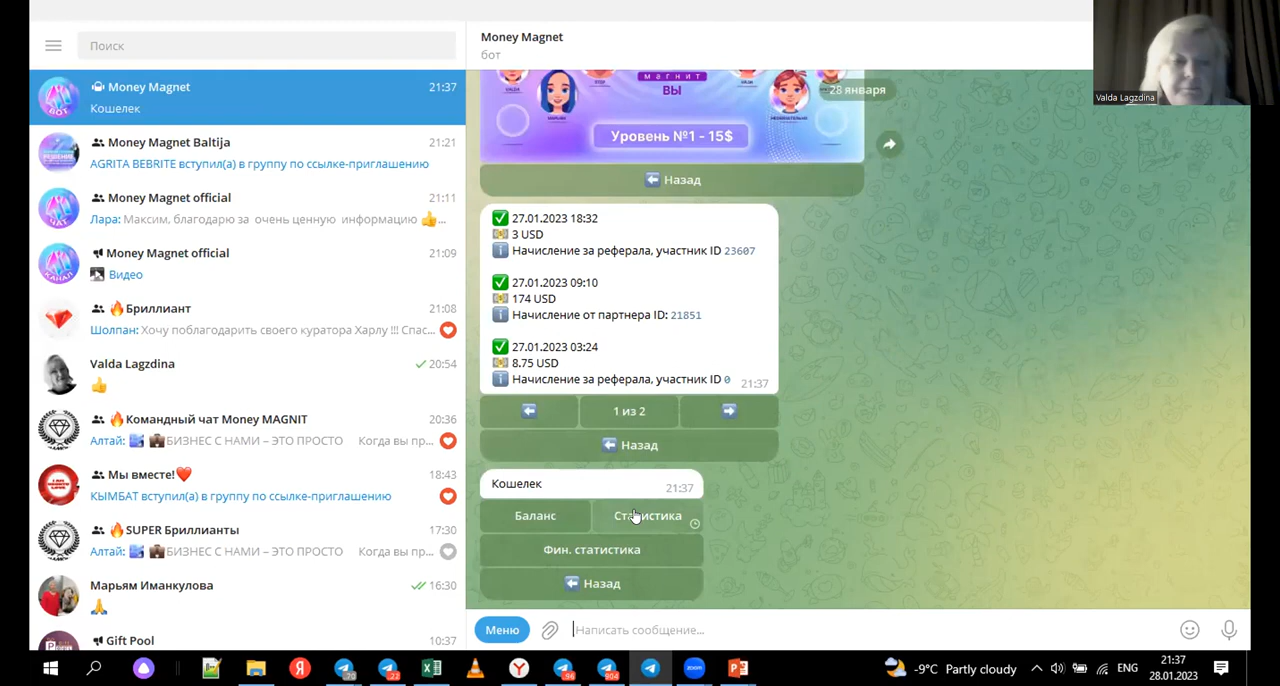 Поиск
Money Magnet
21:37
Кошелек
Money Magnet Baltija
21:21
AGRITA BEBRITE вступил(а) в группу по ссылке-приглашению
Money Magnet official
21:11
Лара: Максим, благодарю за очень ценную информацию 👍...
Money Magnet official
21:09
Видео
🔥Бриллиант
21:08
Шолпан: Хочу поблагодарить своего куратора Харлу !!! Спас...
Valda Lagzdina
20:54
👍
🔥Командный чат Money MAGNIT
20:36
Алтай: БИЗНЕС С НАМИ – ЭТО ПРОСТО Когда вы пр...
Мы вместе!❤️
18:43
КЫМБАТ вступил(а) в группу по ссылке-приглашению
🔥SUPER Бриллианты
17:30
Алтай: БИЗНЕС С НАМИ – ЭТО ПРОСТО Когда вы пр...
Марьям Иманкулова
16:30
🙏
Gift Pool
10:37
Money Magnet
бот
МАГНИТ
ВЫ
VALDA
МАРЬЯМ
28 января
Уровень №1 - 15$
⬅️ Назад
✅ 27.01.2023 18:32
💵 3 USD
ℹ️ Начисление за реферала, участник ID 23607
✅ 27.01.2023 09:10
💵 174 USD
ℹ️ Начисление от партнера ID: 21851
✅ 27.01.2023 03:24
💵 8.75 USD
ℹ️ Начисление за реферала, участник ID 0
21:37
⬅️ 1 из 2 ➡️
⬅️ Назад
Кошелек
21:37
Баланс
Статистика
Фин. статистика
⬅️ Назад
Меню
Написать сообщение...
Valda Lagzdina
-9°C Partly cloudy
ENG
21:37
28.01.2023